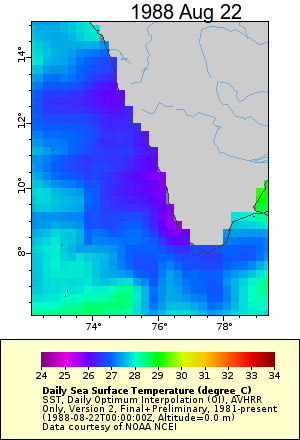 1988 Aug 22
14°
12°
10°
8°
74°
76°
78°
24 25 26 27 28 29 30 31 32 33 34
Daily Sea Surface Temperature (degree_C)
SST, Daily Optimum Interpolation (OI), AVHRR
Only, Version 2, Final+Preliminary, 1981-present
(1988-08-22T00:00:00Z, Altitude=0.0 m)
Data courtesy of NOAA NCEI